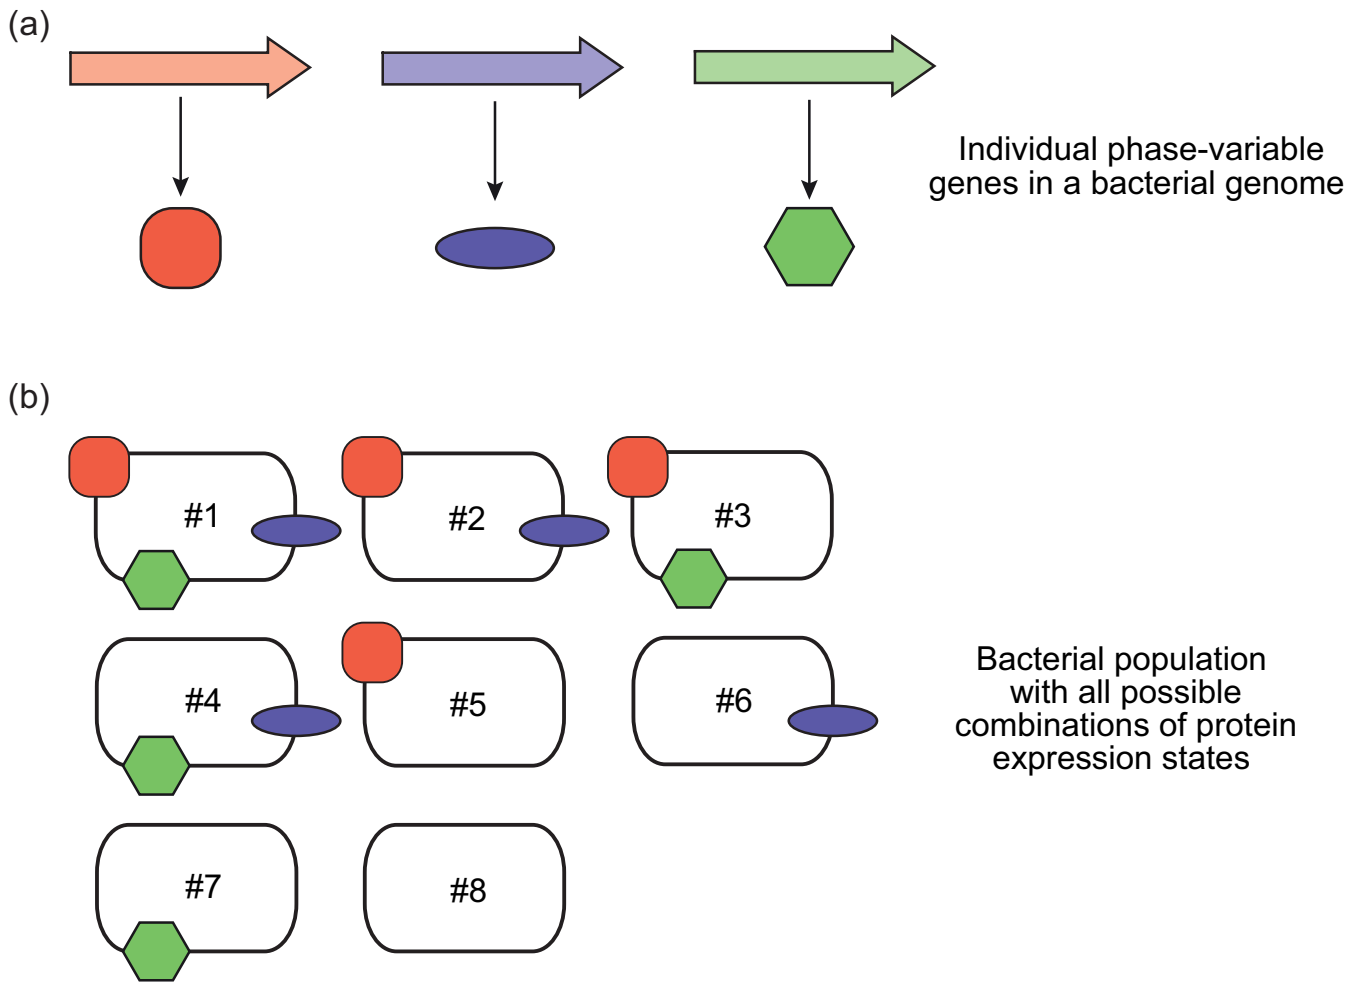 (a)
Individual phase-variable
genes in a bacterial genome
(b)
#1
#2
#3
#4
#5
#6
Bacterial population
with all possible
combinations of protein
expression states
#7
#8